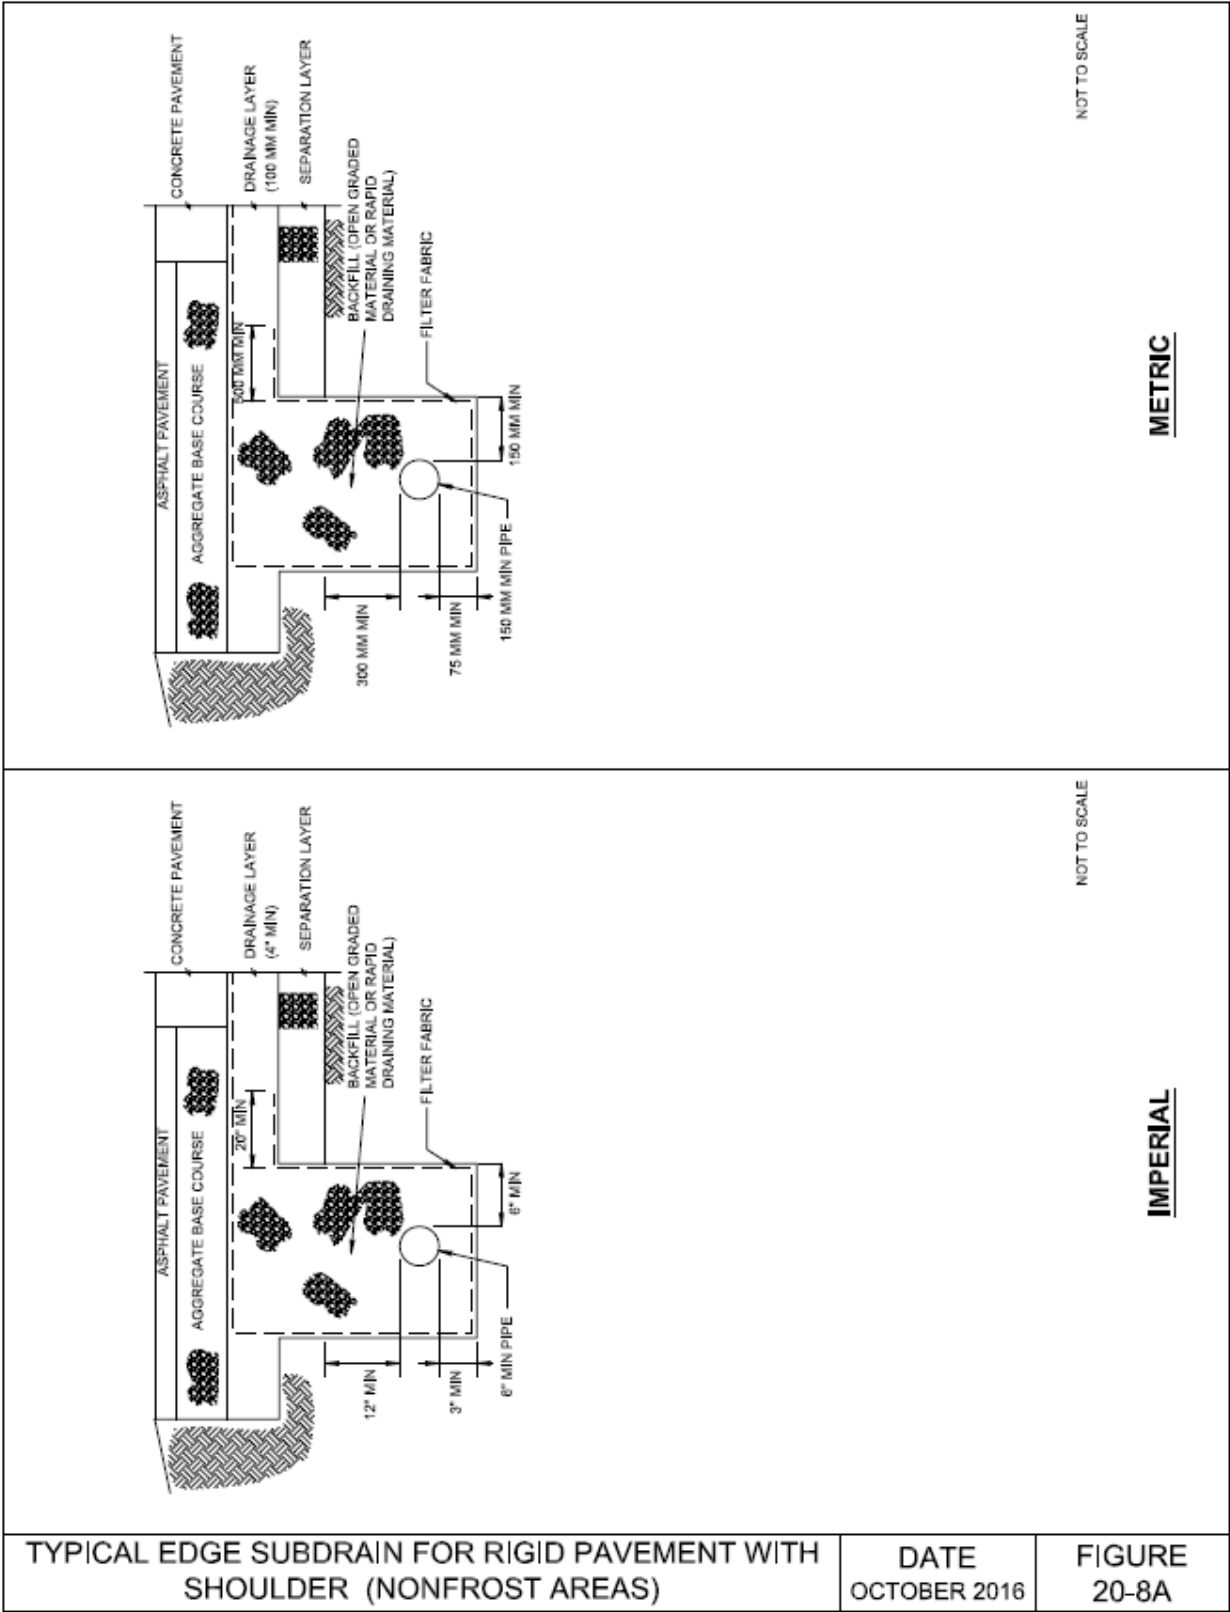 CONCRETE PAVEMENT
DRAINAGE LAYER
(100 MM MIN)
SEPARATION LAYER
ASPHALT PAVEMENT
AGGREGATE BASE COURSE
500 MM MIN
BACKFILL (OPEN GRADED
MATERIAL OR RAPID
DRAINING MATERIAL)
FILTER FABRIC
150 MM MIN
300 MM MIN
75 MM MIN
150 MM MIN PIPE
NOT TO SCALE
METRIC
CONCRETE PAVEMENT
DRAINAGE LAYER
(4" MIN)
SEPARATION LAYER
ASPHALT PAVEMENT
AGGREGATE BASE COURSE
20" MIN
BACKFILL (OPEN GRADED
MATERIAL OR RAPID
DRAINING MATERIAL)
FILTER FABRIC
6" MIN
12" MIN
3" MIN
6" MIN PIPE
NOT TO SCALE
IMPERIAL
TYPICAL EDGE SUBDRAIN FOR RIGID PAVEMENT WITH
SHOULDER (NONFROST AREAS)
DATE
OCTOBER 2016
FIGURE
20-8A